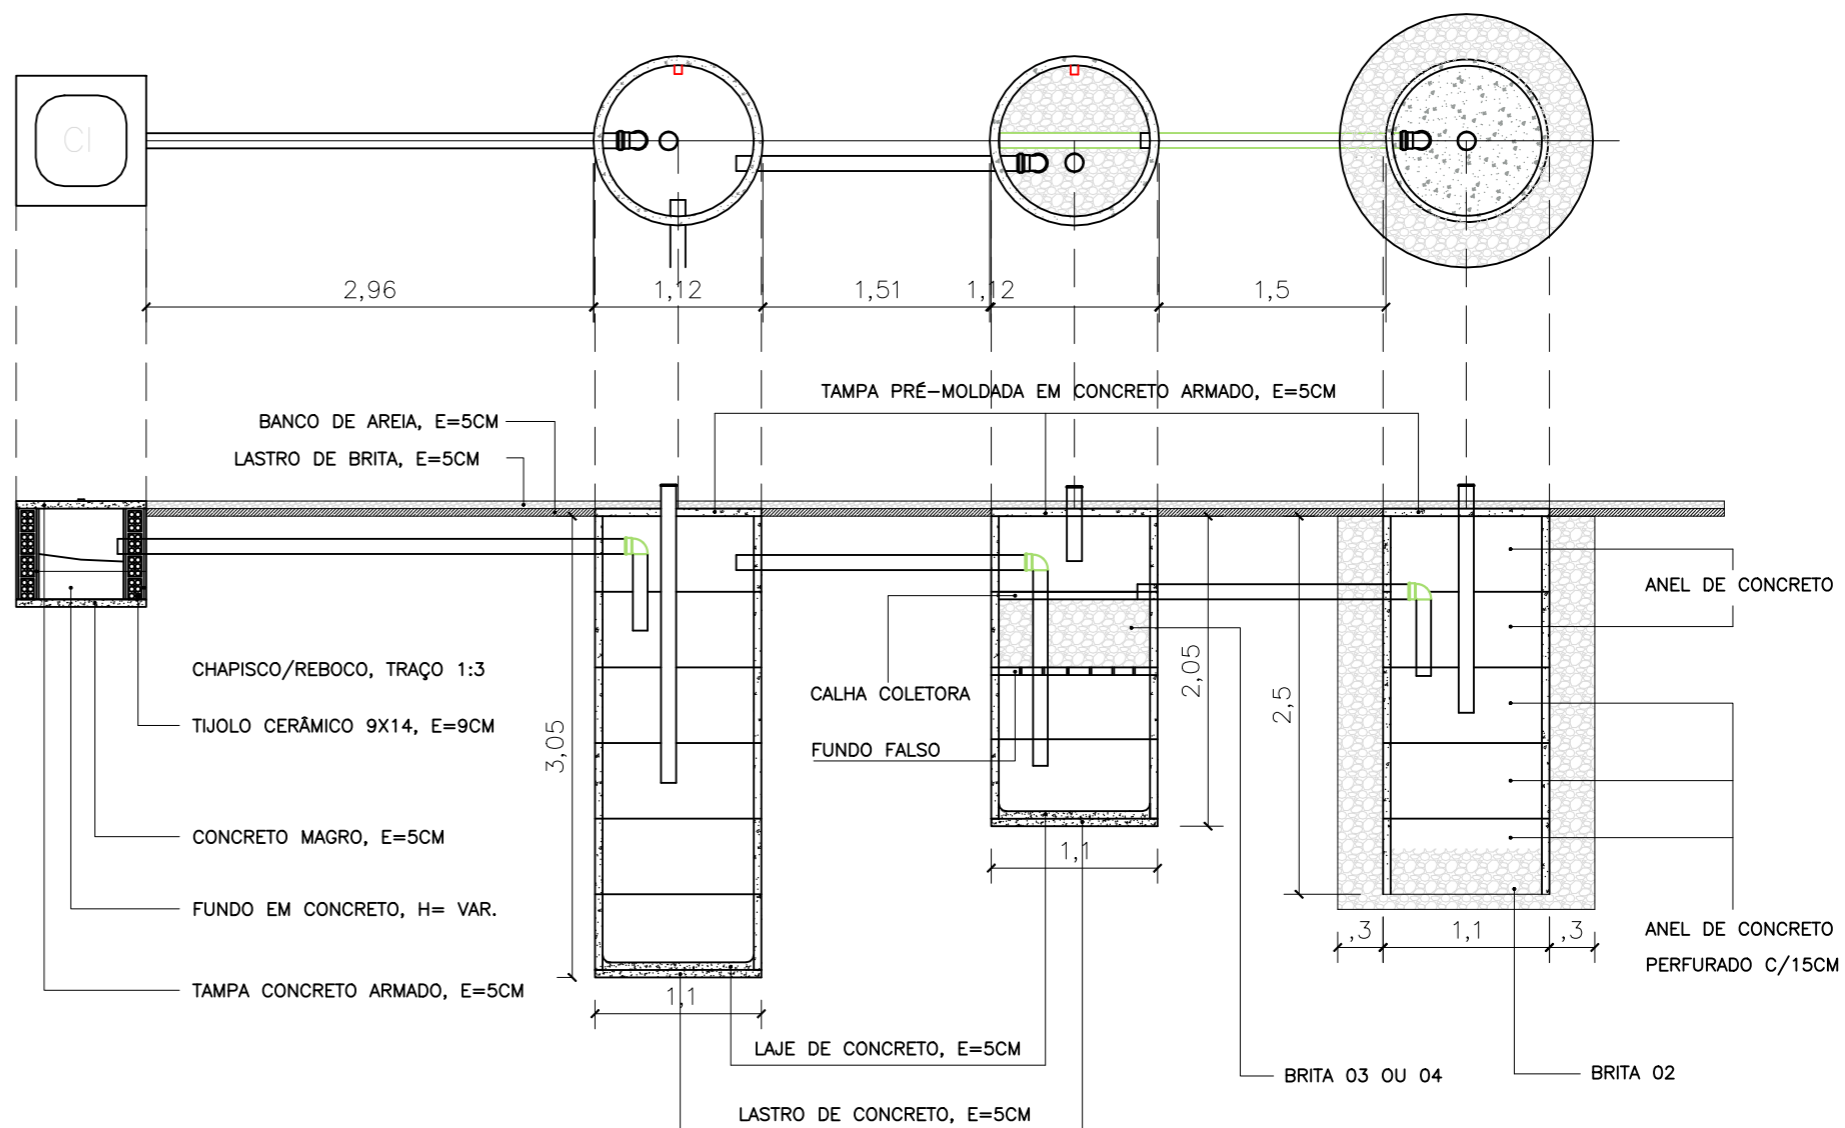 CI
2,96
1,12
1,51
1,12
1,5
TAMPA PRÉ-MOLDADA EM CONCRETO ARMADO, E=5CM
BANCO DE AREIA, E=5CM
LASTRO DE BRITA, E=5CM
ANEL DE CONCRETO
CHAPISCO/REBOCO, TRAÇO 1:3
CALHA COLETORA
2,05
2,5
TIJOLO CERÂMICO 9X14, E=9CM
3,05
FUNDO FALSO
CONCRETO MAGRO, E=5CM
1,1
FUNDO EM CONCRETO, H= VAR.
,3
1,1
,3
ANEL DE CONCRETO
PERFURADO C/15CM
TAMPA CONCRETO ARMADO, E=5CM
1,1
LAJE DE CONCRETO, E=5CM
BRITA 03 OU 04
BRITA 02
LASTRO DE CONCRETO, E=5CM